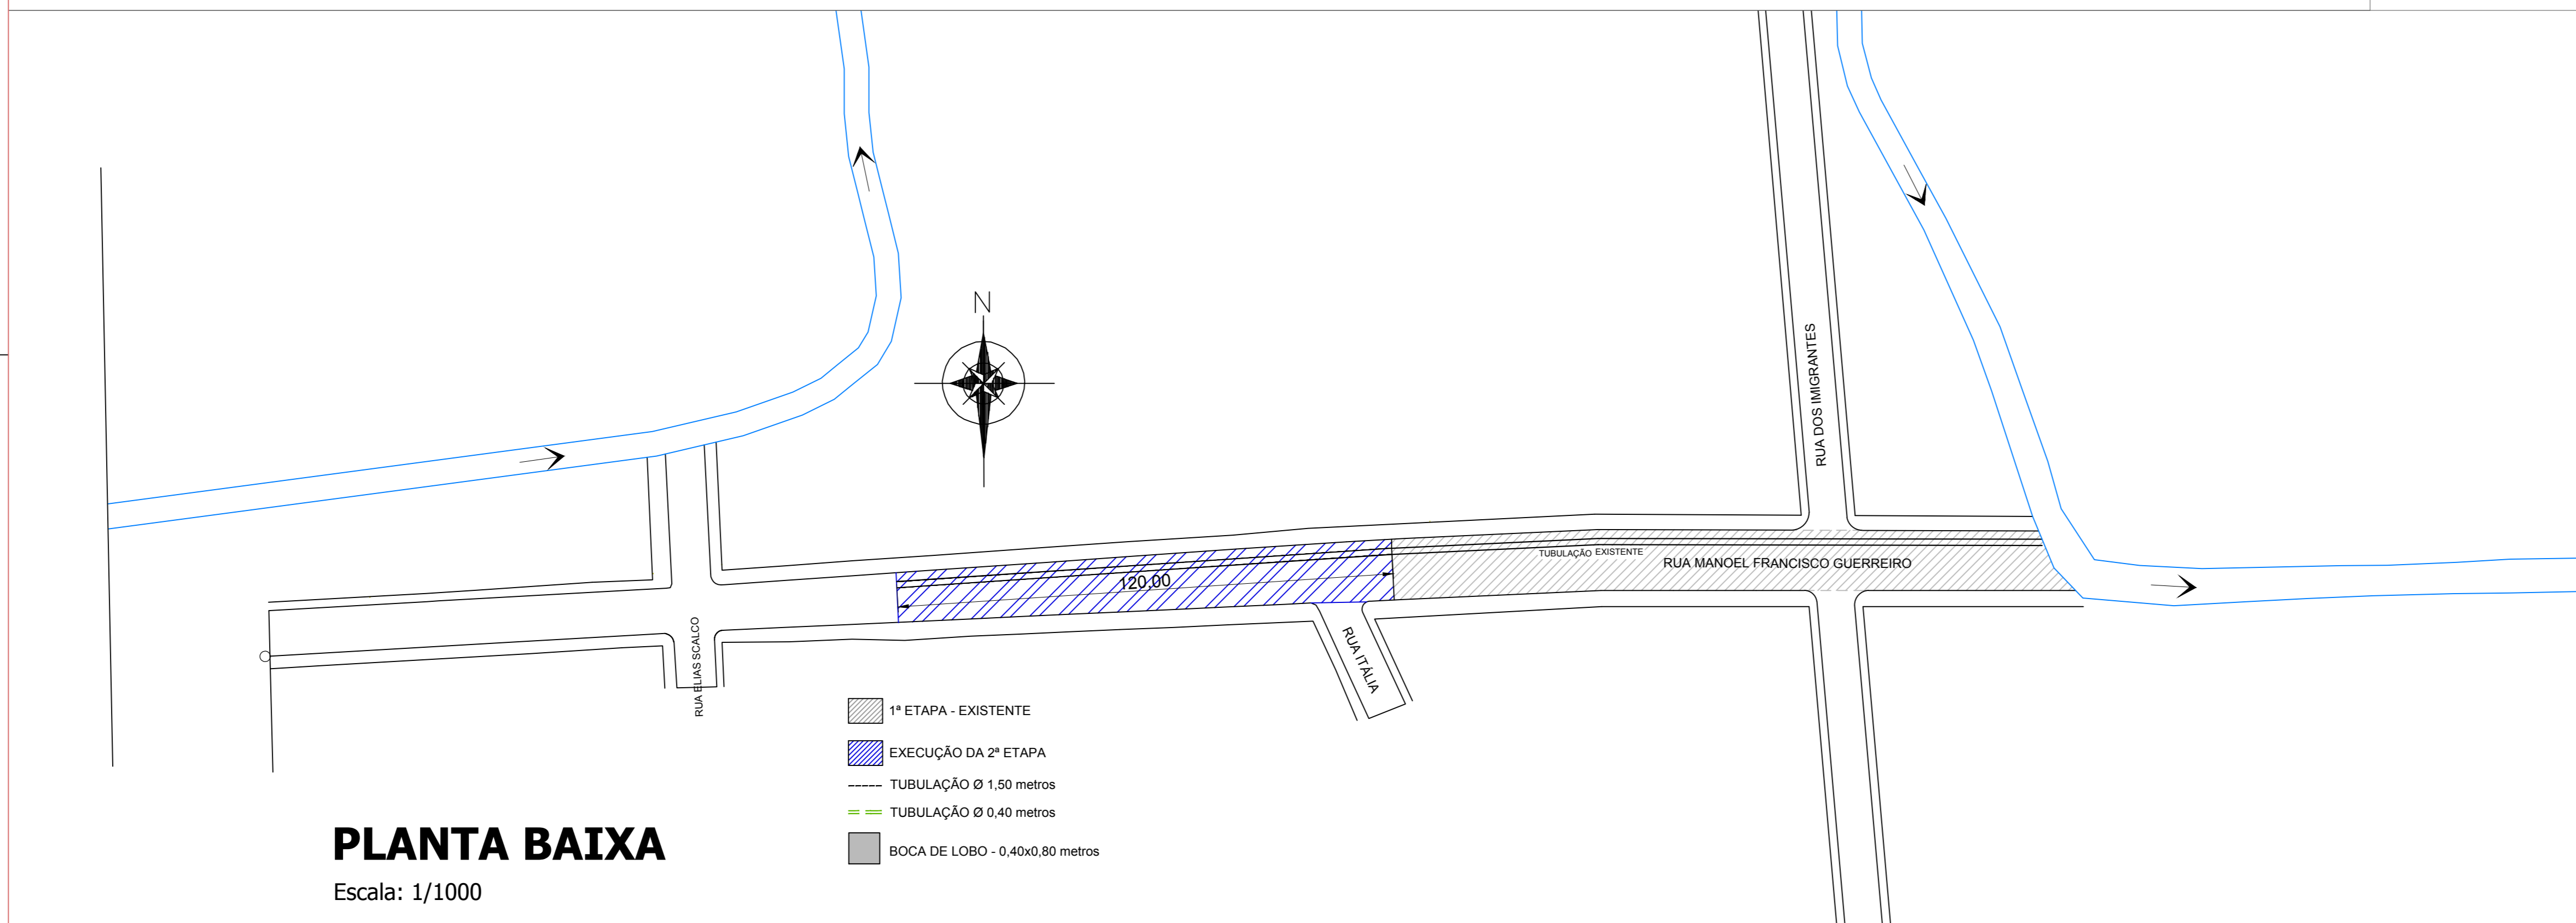 N
RUA DOS IMIGRANTES
TUBULAÇÃO EXISTENTE
RUA MANOEL FRANCISCO GUERREIRO
120,00
RUA ELIAS SCALCO
RUA ITÁLIA
1ª ETAPA - EXISTENTE
EXECUÇÃO DA 2ª ETAPA
TUBULAÇÃO Ø 1,50 metros
TUBULAÇÃO Ø 0,40 metros
BOCA DE LOBO - 0,40x0,80 metros
PLANTA BAIXA
Escala: 1/1000